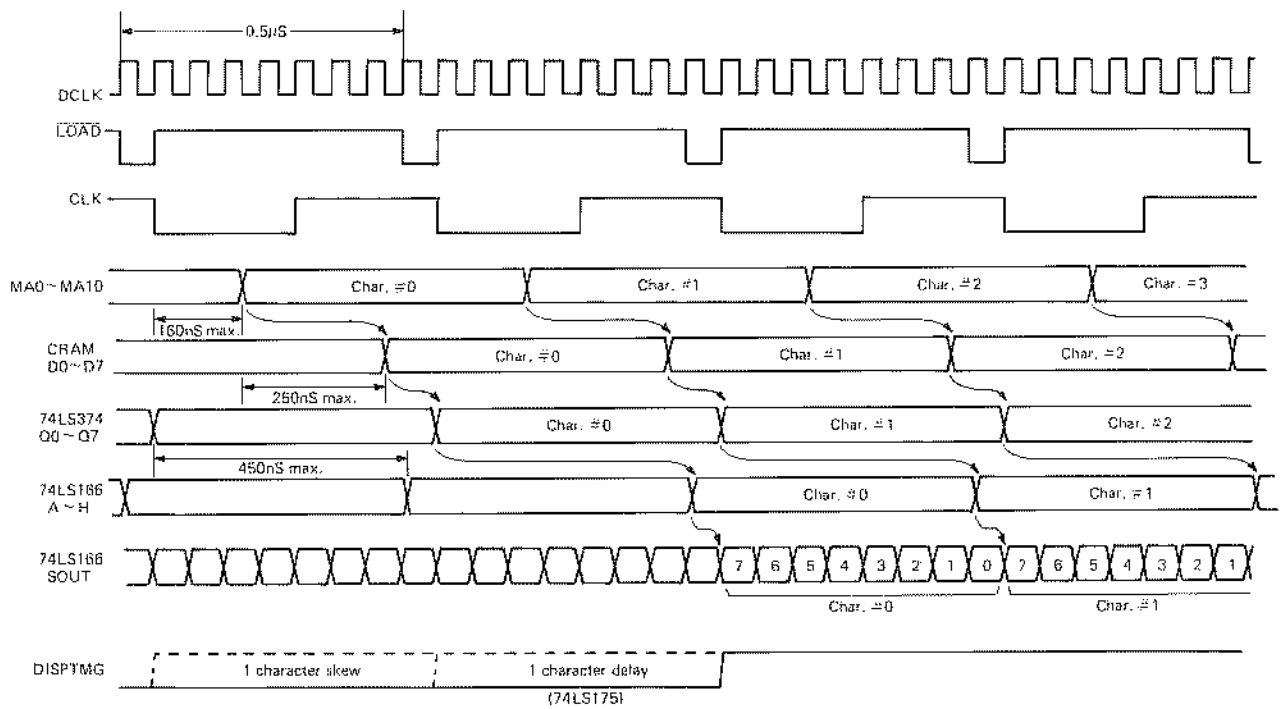 0.5μS
DCLK
LOAD
CLK
MA0~MA10
Char. #0
Char. #1
Char. #2
Char. #3
160nS max.
CRAM
D0~D7
Char. #0
Char. #1
Char. #2
250nS max.
74LS374
Q0~Q7
Char. #0
Char. #1
Char. #2
450nS max.
74LS166
A~H
Char. #0
Char. #1
74LS166
SOUT
7 6 5 4 3 2 1 0 7 6 5 4 3 2 1
Char. #0
Char. #1
DISPTMG
1 character skew
1 character delay
(74LS175)